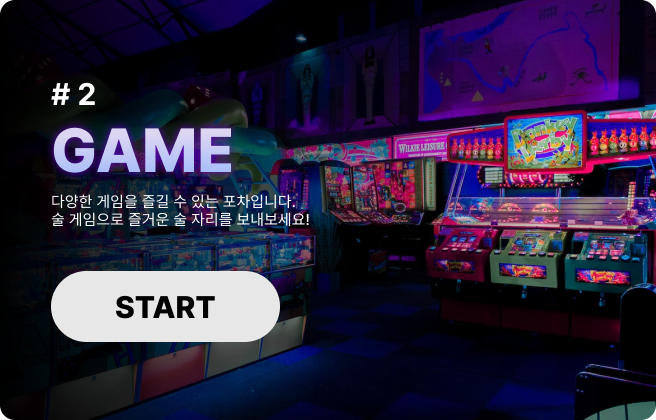 # 2
GAME
다양한 게임을 즐길 수 있는 포차입니다.
술 게임으로 즐거운 술 자리를 보내보세요!
START
WILKIE LEISURE
Donkey Derby